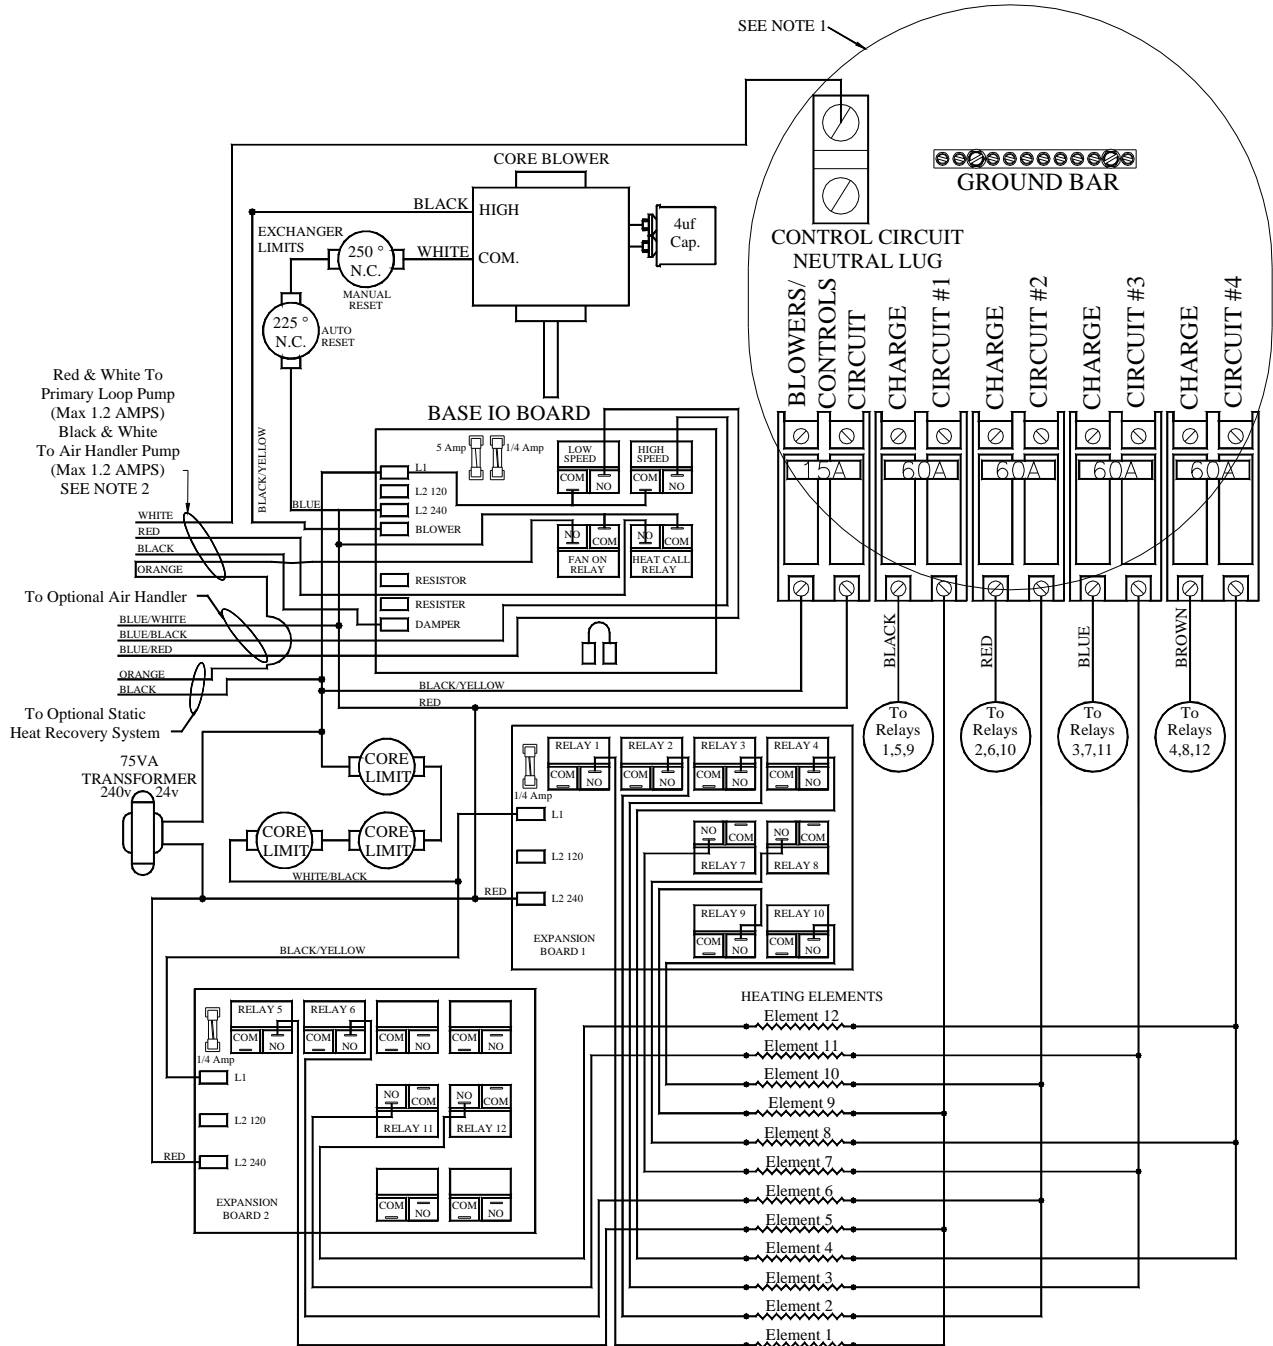 SEE NOTE 1
CORE BLOWER
BLACK
HIGH
WHITE
COM.
4uf
Cap.
EXCHANGER
LIMITS
250 °
N.C.
MANUAL
RESET
225 °
N.C.
AUTO
RESET
GROUND BAR
CONTROL CIRCUIT
NEUTRAL LUG
BLOWERS/
CONTROLS
CIRCUIT
CHARGE
CIRCUIT #1
CHARGE
CIRCUIT #2
CHARGE
CIRCUIT #3
CHARGE
CIRCUIT #4
15A
60A
60A
60A
60A
Red & White To
Primary Loop Pump
(Max 1.2 AMPS)
Black & White
To Air Handler Pump
(Max 1.2 AMPS)
SEE NOTE 2
BLACK/YELLOW
BLUE
BASE IO BOARD
5 Amp
1/4 Amp
LOW
SPEED
COM
NO
HIGH
SPEED
COM
NO
L1
L2 120
L2 240
BLOWER
NO
COM
FAN ON
RELAY
NO
COM
HEAT CALL
RELAY
RESISTOR
RESISTER
DAMPER
WHITE
RED
BLACK
ORANGE
To Optional Air Handler
BLUE/WHITE
BLUE/BLACK
BLUE/RED
ORANGE
BLACK
To Optional Static
Heat Recovery System
BLACK/YELLOW
RED
BLACK
RED
BLUE
BROWN
To
Relays
1,5,9
To
Relays
2,6,10
To
Relays
3,7,11
To
Relays
4,8,12
75VA
TRANSFORMER
240v
24v
CORE
LIMIT
CORE
LIMIT
CORE
LIMIT
WHITE/BLACK
RED
BLACK/YELLOW
1/4 Amp
RELAY 1
COM
NO
RELAY 2
COM
NO
RELAY 3
COM
NO
RELAY 4
COM
NO
L1
L2 120
L2 240
NO
COM
RELAY 7
NO
COM
RELAY 8
RELAY 9
COM
NO
RELAY 10
COM
NO
EXPANSION
BOARD 1
RELAY 5
COM
NO
RELAY 6
COM
NO
COM
NO
COM
NO
1/4 Amp
L1
L2 120
L2 240
RED
NO
COM
RELAY 11
NO
COM
RELAY 12
COM
NO
COM
NO
EXPANSION
BOARD 2
HEATING ELEMENTS
Element 12
Element 11
Element 10
Element 9
Element 8
Element 7
Element 6
Element 5
Element 4
Element 3
Element 2
Element 1